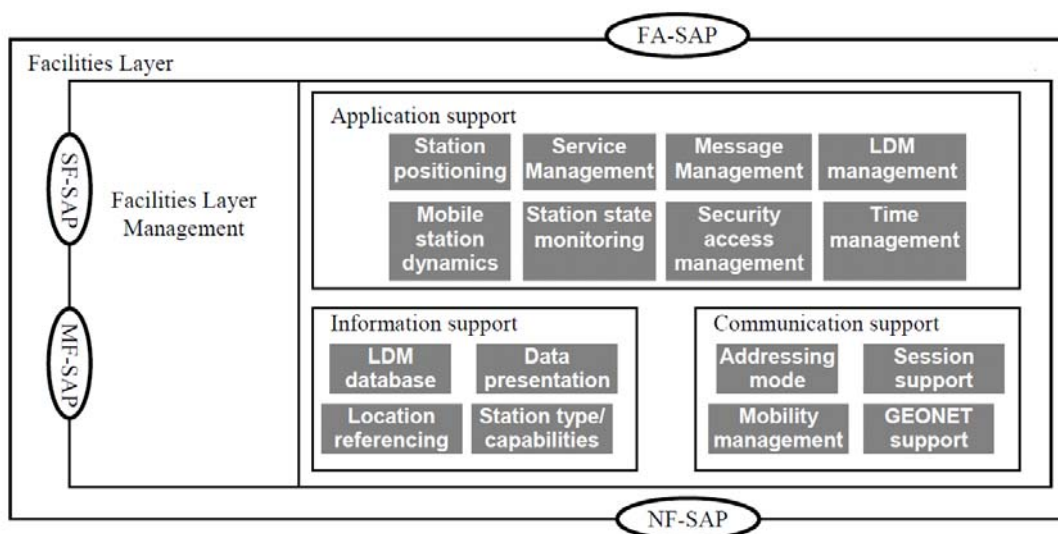 FA-SAP
Facilities Layer
SF-SAP
MF-SAP
Facilities Layer
Management
Application support
Station
positioning
Service
Management
Message
Management
LDM
management
Mobile
station
dynamics
Station state
monitoring
Security
access
management
Time
management
Information support
LDM
database
Data
presentation
Location
referencing
Station type/
capabilities
Communication support
Addressing
mode
Session
support
Mobility
management
GEONET
support
NF-SAP